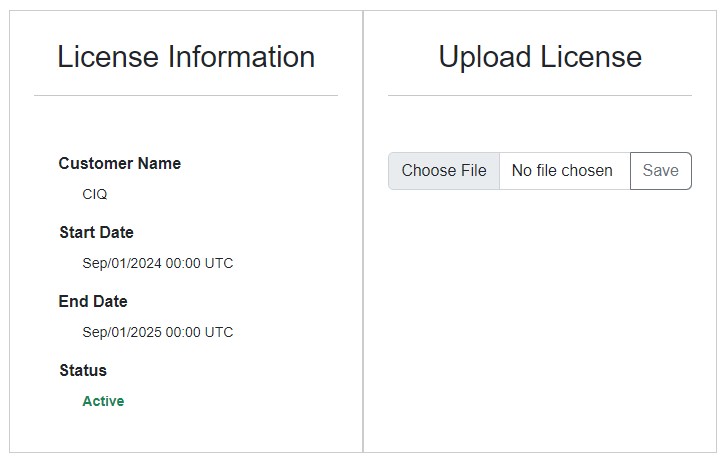 License Information
Customer Name
CIQ
Start Date
Sep/01/2024 00:00 UTC
End Date
Sep/01/2025 00:00 UTC
Status
Active
Upload License
Choose File No file chosen Save